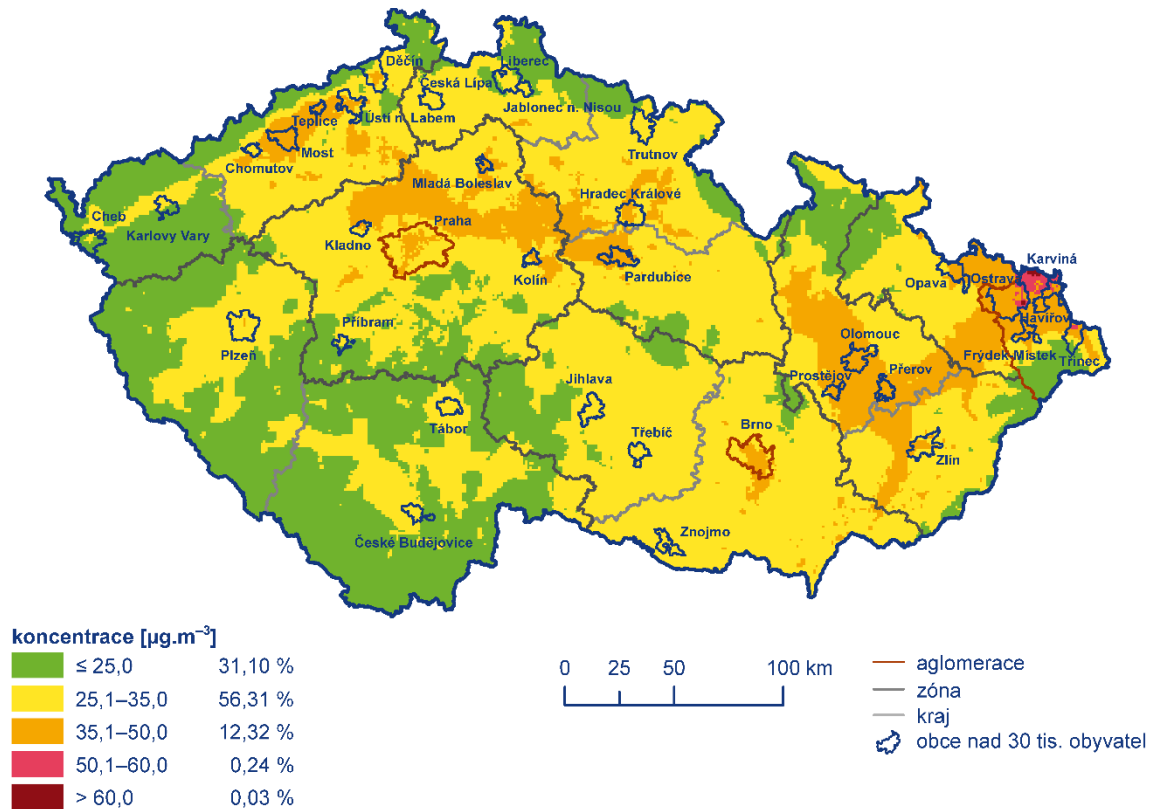 Děčín
Liberec
Česká Lípa
Jablonec n. Nisou
Teplice
Ústí n. Labem
Most
Trutnov
Chomutov
Mladá Boleslav
Hradec Králové
Cheb
Karlovy Vary
Praha
Kladno
Kolín
Pardubice
Karviná
Opava
Ostrava
Havířov
Příbram
Plzeň
Olomouc
Frýdek Místek
Třinec
Prostějov
Přerov
Jihlava
Tábor
Třebíč
Brno
Zlín
Znojmo
České Budějovice
koncentrace [µg.m⁻³]
≤ 25,0 31,10 %
25,1–35,0 56,31 %
35,1–50,0 12,32 %
50,1–60,0 0,24 %
> 60,0 0,03 %
0 25 50 100 km
aglomerace
zóna
kraj
obce nad 30 tis. obyvatel